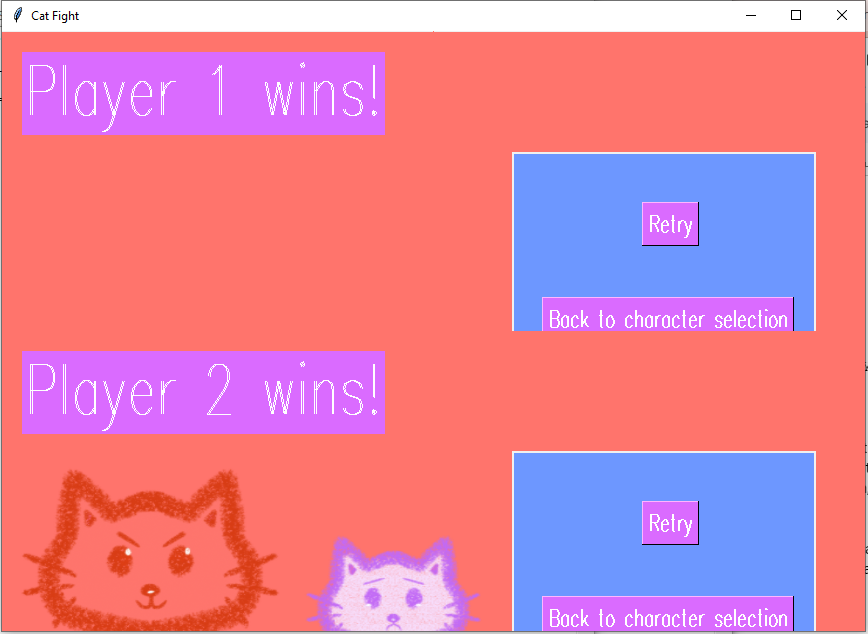 Cat Fight
Player 1 wins!
Retry
Back to character selection
Player 2 wins!
Retry
Back to character selection